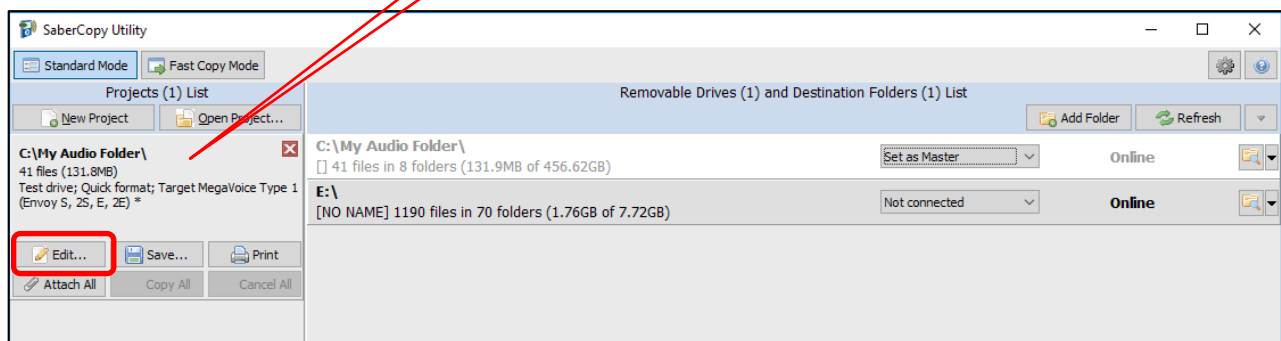 SaberCopy Utility
Standard Mode Fast Copy Mode
Projects (1) List
Removable Drives (1) and Destination Folders (1) List
New Project Open Project...
Add Folder Refresh
C:\My Audio Folder\
41 files (131.8MB)
Test drive; Quick format; Target MegaVoice Type 1
(Envoy S, 2S, E, 2E) *
Edit... Save... Print
Attach All Copy All Cancel All
C:\My Audio Folder\
[] 41 files in 8 folders (131.9MB of 456.62GB)
Set as Master
Online
E:\
[NO NAME] 1190 files in 70 folders (1.76GB of 7.72GB)
Not connected
Online